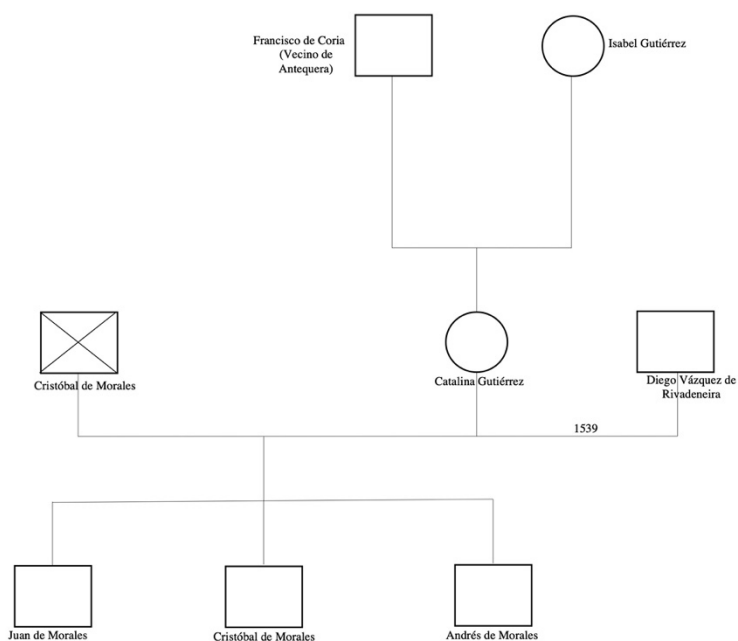 Francisco de Coria
(Vecino de
Antequera)
Isabel Gutiérrez
Cristóbal de Morales
Catalina Gutiérrez
Diego Vázquez de
Rivadeneira
1539
Juan de Morales
Cristóbal de Morales
Andrés de Morales